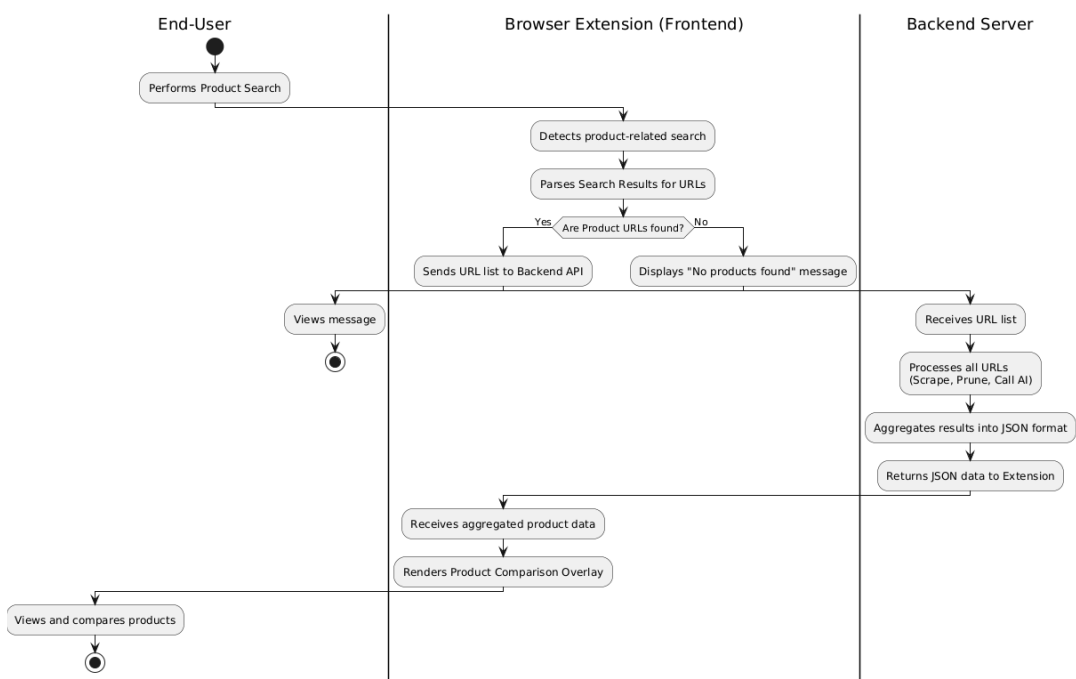 End-User
Browser Extension (Frontend)
Backend Server
Performs Product Search
Detects product-related search
Parses Search Results for URLs
Yes
Are Product URLs found?
No
Sends URL list to Backend API
Displays "No products found" message
Views message
Receives URL list
Processes all URLs
(Scrape, Prune, Call AI)
Aggregates results into JSON format
Returns JSON data to Extension
Receives aggregated product data
Renders Product Comparison Overlay
Views and compares products